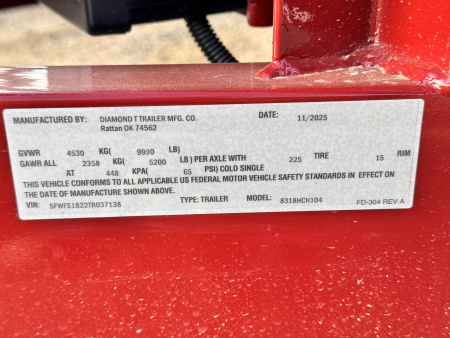 MANUFACTURED BY: DIAMOND T TRAILER MFG. CO. DATE: 11/2025
Rattan OK 74562
GVWR 4530 KG( 9990 LB)
GAWR ALL 2358 KG( 5200 LB) PER AXLE WITH 225 TIRE 15 RIM
AT 448 KPA( 65 PSI) COLD SINGLE
THIS VEHICLE CONFORMS TO ALL APPLICABLE US FEDERAL MOTOR VEHICLE SAFETY STANDARDS IN EFFECT ON
THE DATE OF MANUFACTURE SHOWN ABOVE.
VIN: 5FWF51822TR037138 TYPE: TRAILER MODEL: 8318HCH104 FD-304 REV A